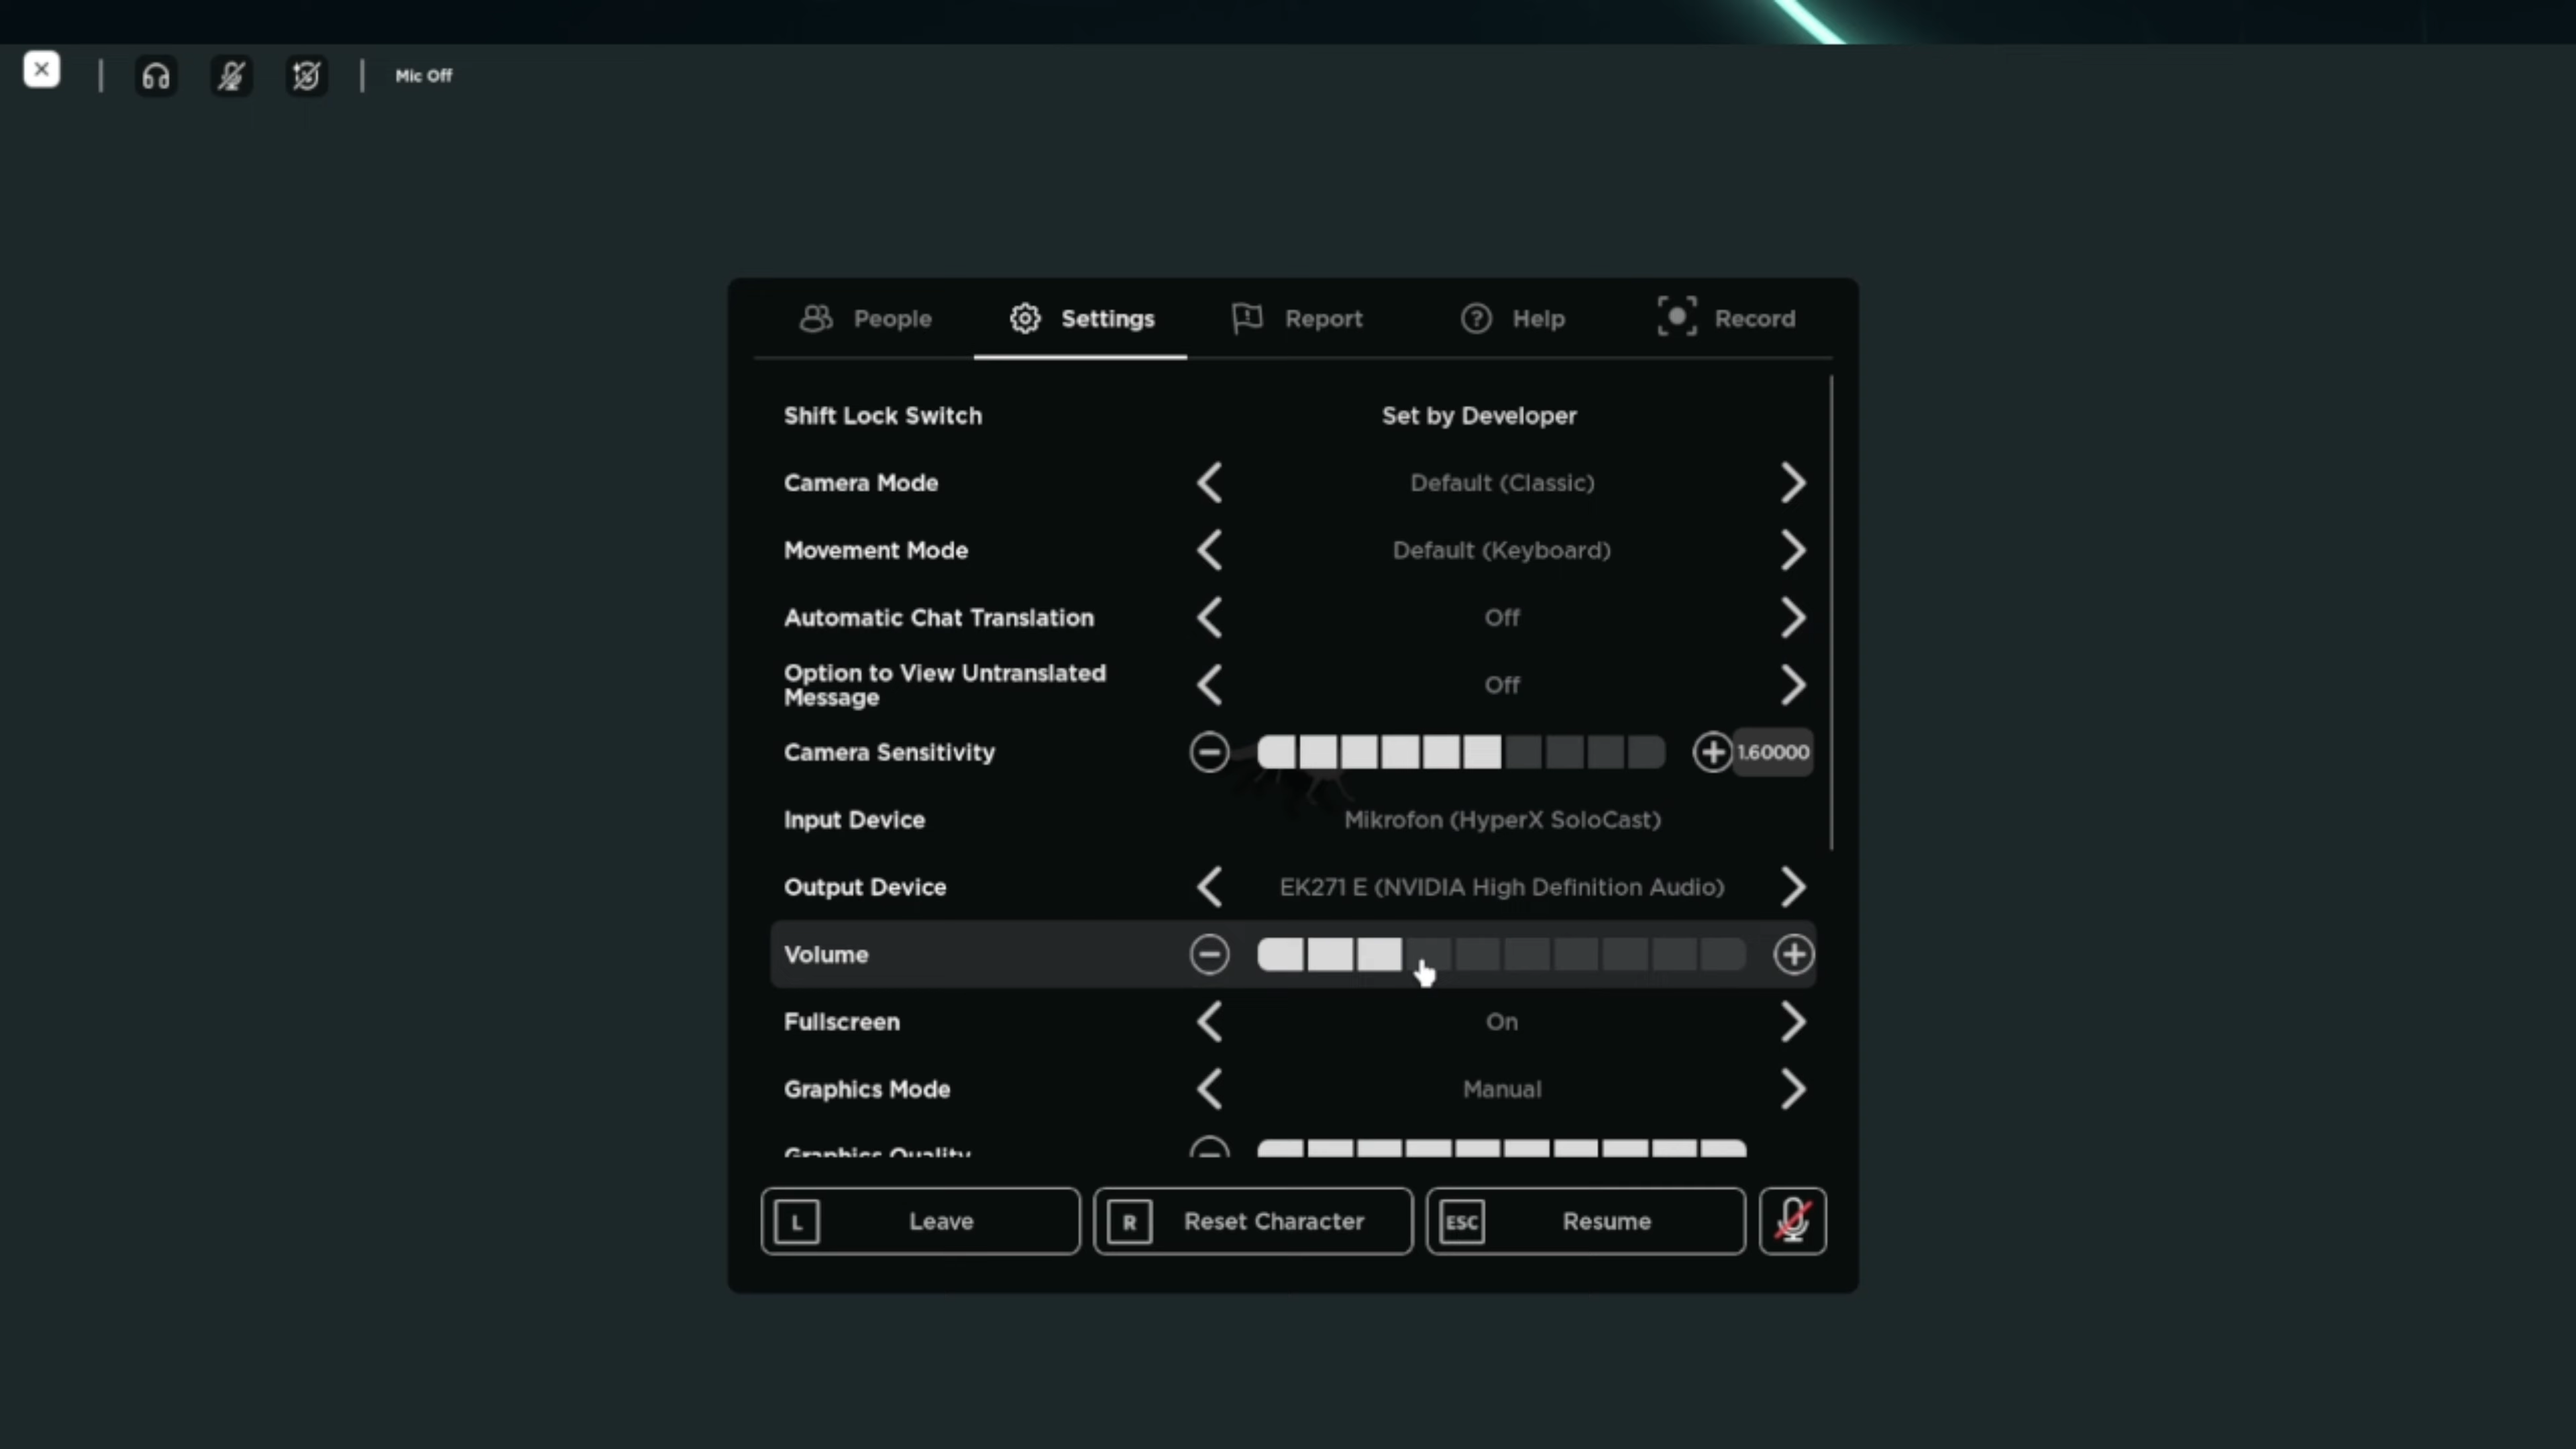 Mic Off
People Settings Report Help Record
Shift Lock Switch Set by Developer
Camera Mode Default (Classic)
Movement Mode Default (Keyboard)
Automatic Chat Translation Off
Option to View Untranslated
Message Off
Camera Sensitivity 1.60000
Input Device Mikrofon (HyperX SoloCast)
Output Device EK271 E (NVIDIA High Definition Audio)
Volume
Fullscreen On
Graphics Mode Manual
Graphics Quality
L Leave R Reset Character ESC Resume